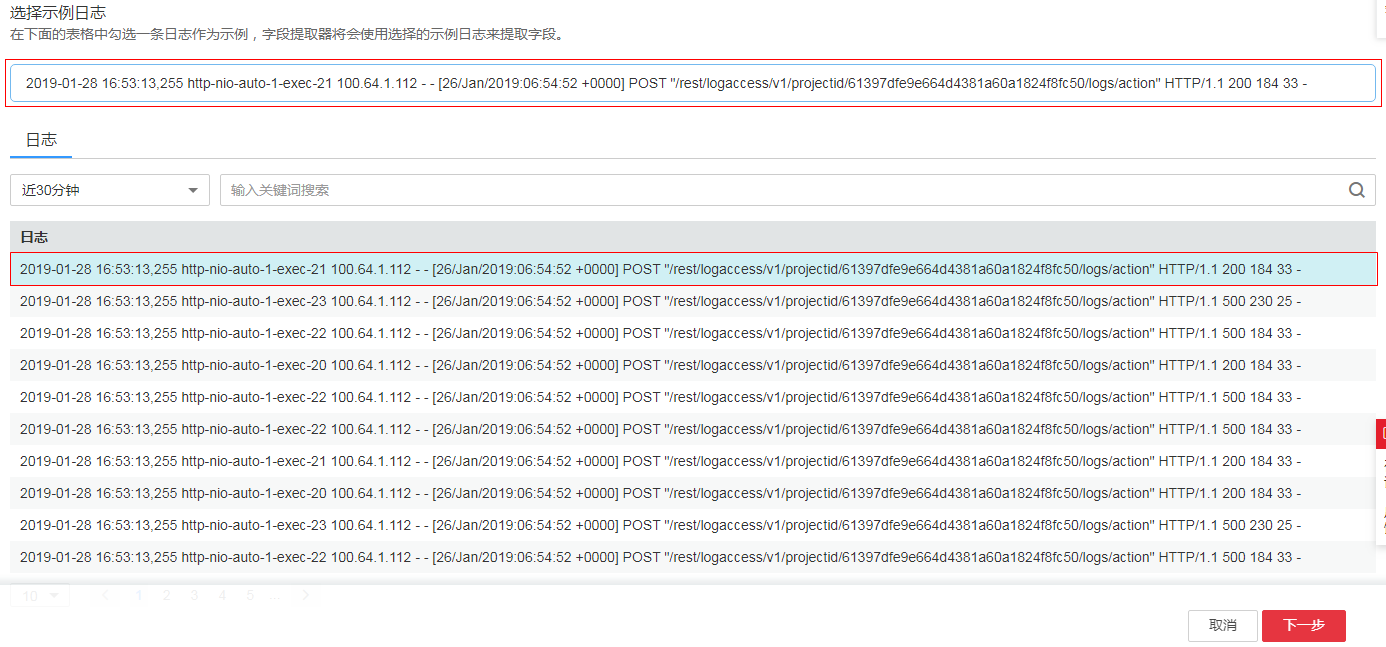 选择示例日志
在下面的表格中勾选一条日志作为示例，字段提取器将会使用选择的示例日志来提取字段。
2019-01-28 16:53:13,255 http-nio-auto-1-exec-21 100.64.1.112 - - [26/Jan/2019:06:54:52 +0000] POST "/rest/logaccess/v1/projectid/61397dfe9e664d4381a60a1824f8fc50/logs/action" HTTP/1.1 200 184 33 -
日志
近30分钟 输入关键词搜索
日志
2019-01-28 16:53:13,255 http-nio-auto-1-exec-21 100.64.1.112 - - [26/Jan/2019:06:54:52 +0000] POST "/rest/logaccess/v1/projectid/61397dfe9e664d4381a60a1824f8fc50/logs/action" HTTP/1.1 200 184 33 -
2019-01-28 16:53:13,255 http-nio-auto-1-exec-23 100.64.1.112 - - [26/Jan/2019:06:54:52 +0000] POST "/rest/logaccess/v1/projectid/61397dfe9e664d4381a60a1824f8fc50/logs/action" HTTP/1.1 500 230 25 -
2019-01-28 16:53:13,255 http-nio-auto-1-exec-22 100.64.1.112 - - [26/Jan/2019:06:54:52 +0000] POST "/rest/logaccess/v1/projectid/61397dfe9e664d4381a60a1824f8fc50/logs/action" HTTP/1.1 500 184 33 -
2019-01-28 16:53:13,255 http-nio-auto-1-exec-20 100.64.1.112 - - [26/Jan/2019:06:54:52 +0000] POST "/rest/logaccess/v1/projectid/61397dfe9e664d4381a60a1824f8fc50/logs/action" HTTP/1.1 200 184 33 -
2019-01-28 16:53:13,255 http-nio-auto-1-exec-22 100.64.1.112 - - [26/Jan/2019:06:54:52 +0000] POST "/rest/logaccess/v1/projectid/61397dfe9e664d4381a60a1824f8fc50/logs/action" HTTP/1.1 500 184 33 -
2019-01-28 16:53:13,255 http-nio-auto-1-exec-22 100.64.1.112 - - [26/Jan/2019:06:54:52 +0000] POST "/rest/logaccess/v1/projectid/61397dfe9e664d4381a60a1824f8fc50/logs/action" HTTP/1.1 500 184 33 -
2019-01-28 16:53:13,255 http-nio-auto-1-exec-21 100.64.1.112 - - [26/Jan/2019:06:54:52 +0000] POST "/rest/logaccess/v1/projectid/61397dfe9e664d4381a60a1824f8fc50/logs/action" HTTP/1.1 200 184 33 -
2019-01-28 16:53:13,255 http-nio-auto-1-exec-20 100.64.1.112 - - [26/Jan/2019:06:54:52 +0000] POST "/rest/logaccess/v1/projectid/61397dfe9e664d4381a60a1824f8fc50/logs/action" HTTP/1.1 200 184 33 -
2019-01-28 16:53:13,255 http-nio-auto-1-exec-23 100.64.1.112 - - [26/Jan/2019:06:54:52 +0000] POST "/rest/logaccess/v1/projectid/61397dfe9e664d4381a60a1824f8fc50/logs/action" HTTP/1.1 500 230 25 -
2019-01-28 16:53:13,255 http-nio-auto-1-exec-22 100.64.1.112 - - [26/Jan/2019:06:54:52 +0000] POST "/rest/logaccess/v1/projectid/61397dfe9e664d4381a60a1824f8fc50/logs/action" HTTP/1.1 500 184 33 -
10 1 2 3 4 5 ...
取消 下一步